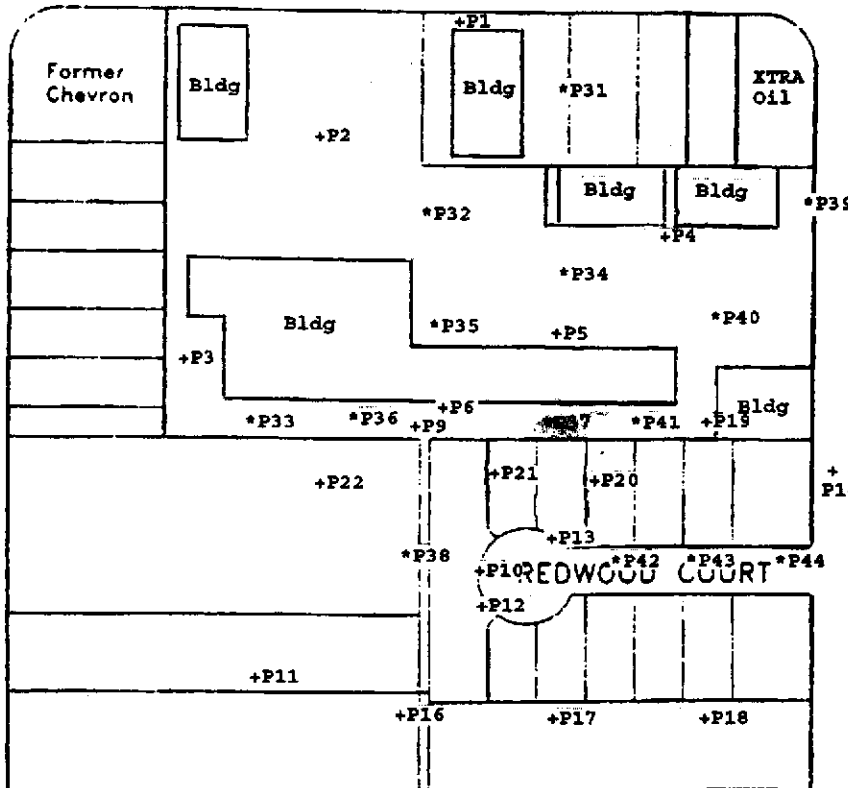 +P1
Former
Chevron
Bldg
Bldg
*P31
XTRA
Oil
+P2
Bldg
Bldg
*P32
*P39
+P4
*P34
Bldg
*P35
+P5
*P40
+P3
+P6
Bldg
*P33
*P36
+P9
*P41
+P19
+P22
+P21
+P20
+
P1
+P13
*P38
*P42
*P43
*P44
+P10
REDWOOD COURT
+P12
+P11
+P16
+P17
+P18